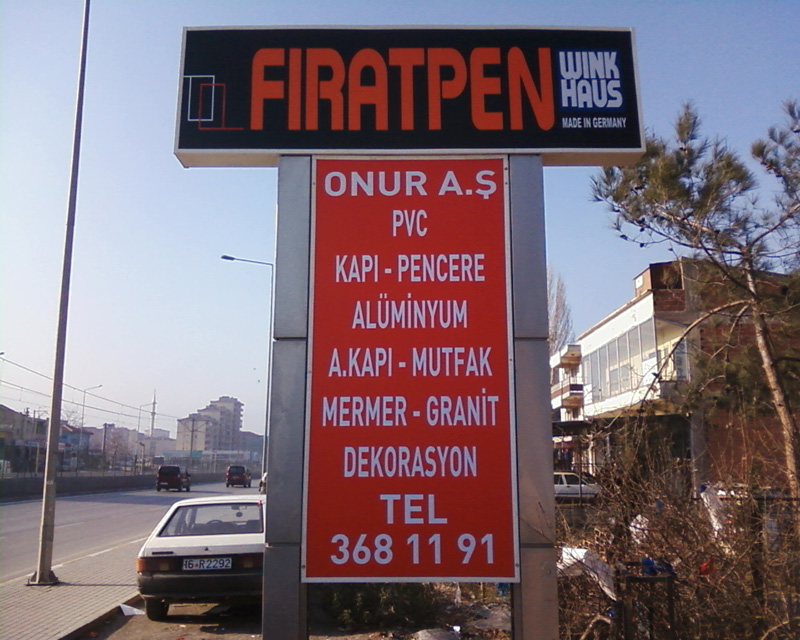 FIRATPEN
WINK
HAUS
MADE IN GERMANY
ONUR A.Ş
PVC
KAPI - PENCERE
ALÜMİNYUM
A.KAPI - MUTFAK
MERMER - GRANİT
DEKORASYON
TEL
368 11 91
16-R2292